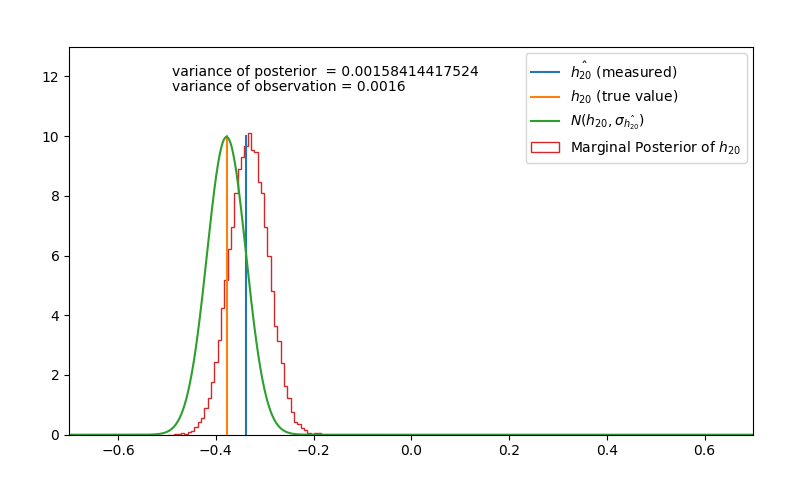 variance of posterior  = 0.00158414417524
variance of observation = 0.0016
$\hat{h_{20}}$ (measured)
$h_{20}$ (true value)
$N(h_{20}, \sigma_{\hat{h_{20}}})$
Marginal Posterior of $h_{20}$
12
10
8
6
4
2
0
−0.6 −0.4 −0.2 0.0 0.2 0.4 0.6